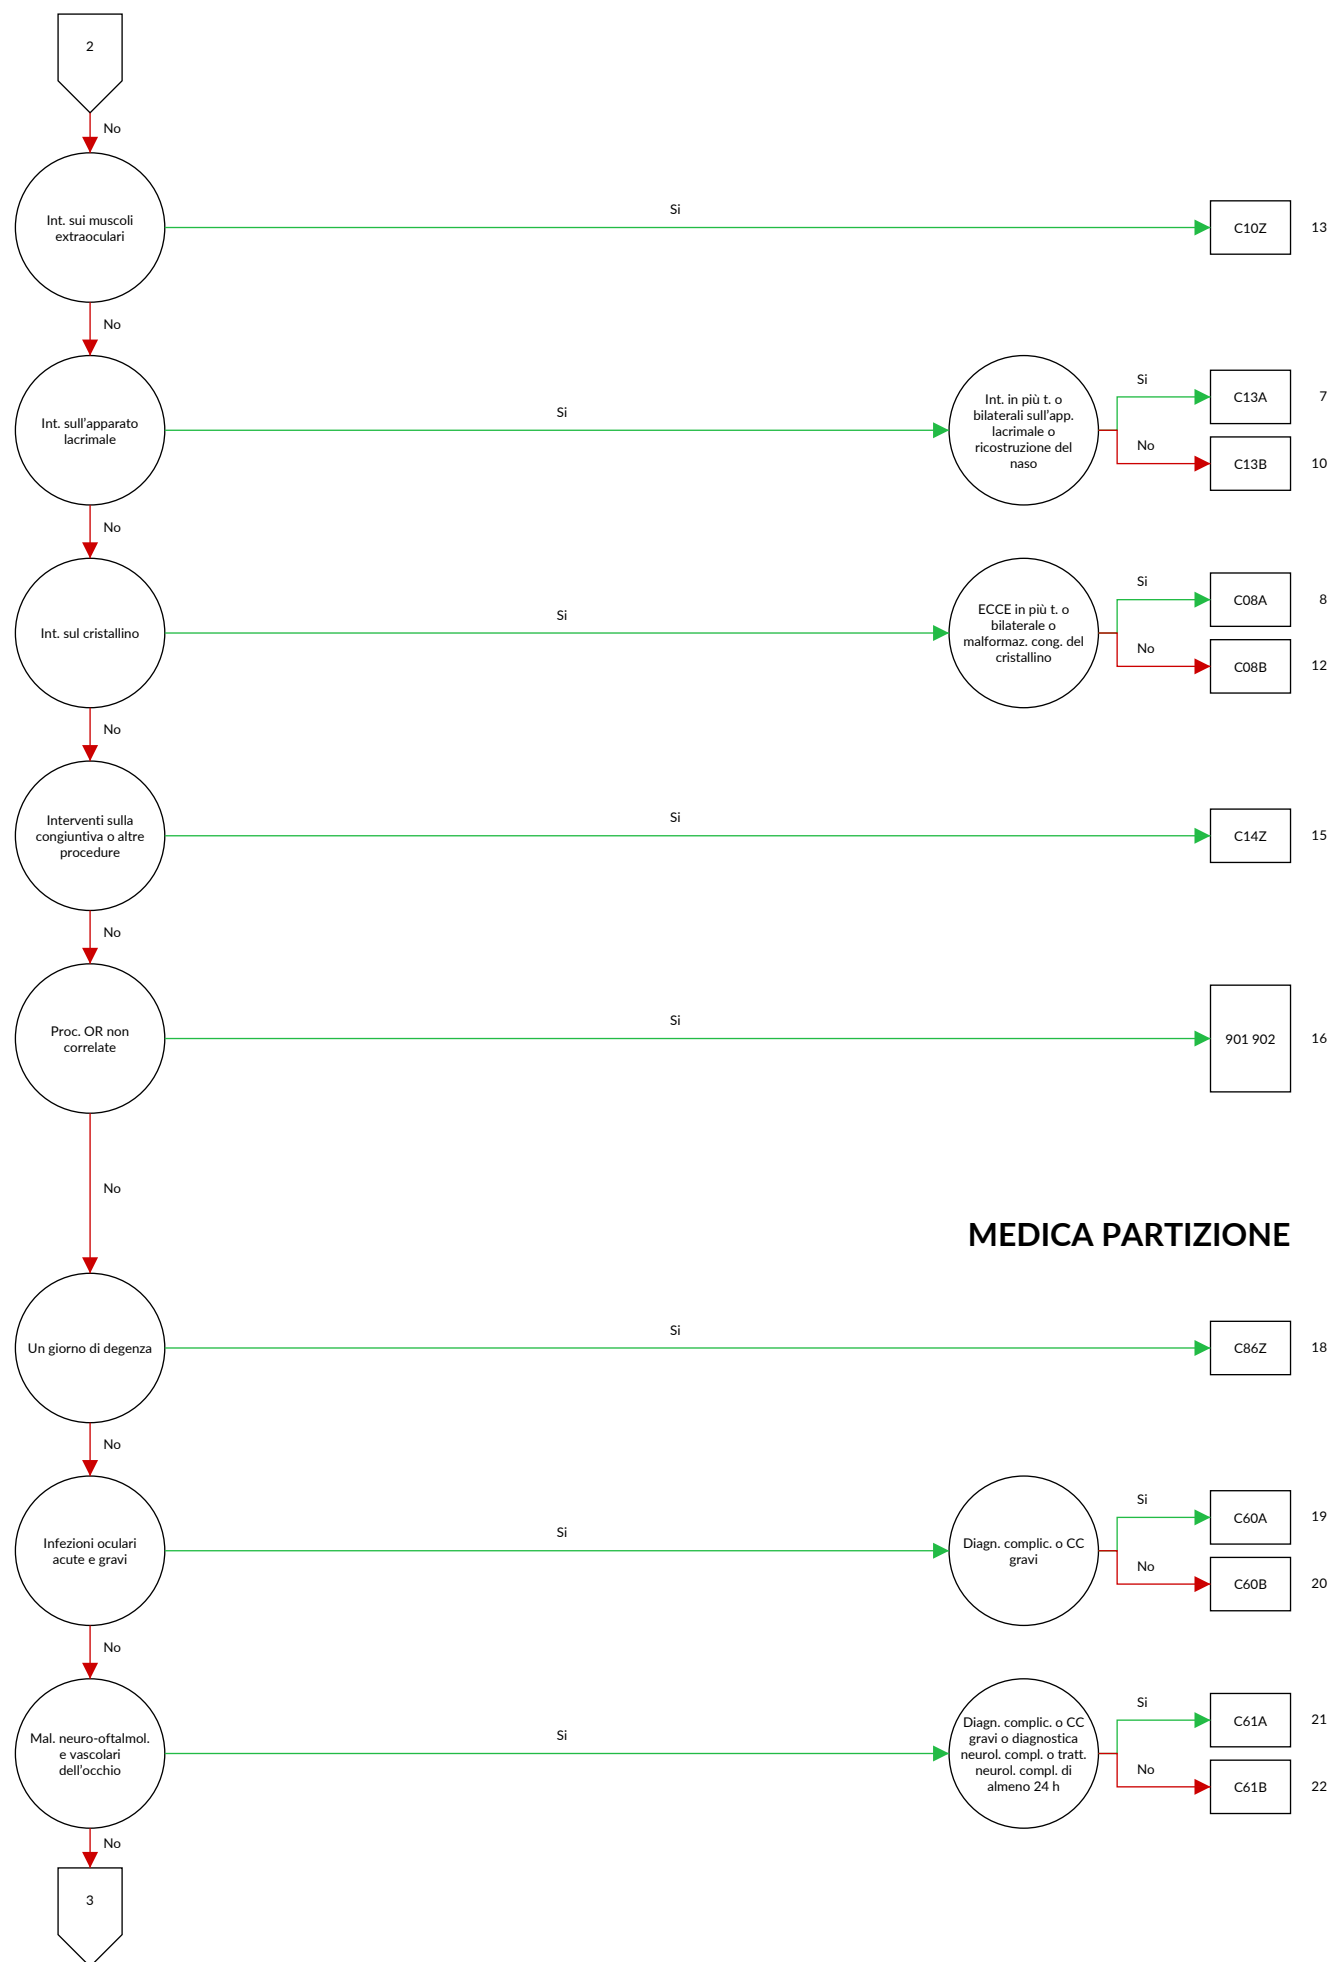 2
No
Int. sui muscoli
extraoculari
Si
C10Z
13
No
Int. sull'apparato
lacrimale
Si
Int. in più t. o
bilaterali sull'app.
lacrimale o
ricostruzione del
naso
Si
C13A
7
No
C13B
10
No
Int. sul cristallino
Si
ECCE in più t. o
bilaterale o
malformaz. cong. del
cristallino
Si
C08A
8
No
C08B
12
No
Interventi sulla
congiuntiva o altre
procedure
Si
C14Z
15
No
Proc. OR non
correlate
Si
901 902
16
No
MEDICA PARTIZIONE
Un giorno di degenza
Si
C86Z
18
No
Infezioni oculari
acute e gravi
Si
Diagn. complic. o CC
gravi
Si
C60A
19
No
C60B
20
No
Mal. neuro-oftalmol.
e vascolari
dell'occhio
Si
Diagn. complic. o CC
gravi o diagnostica
neurol. compl. o tratt.
neurol. compl. di
almeno 24 h
Si
C61A
21
No
C61B
22
No
3